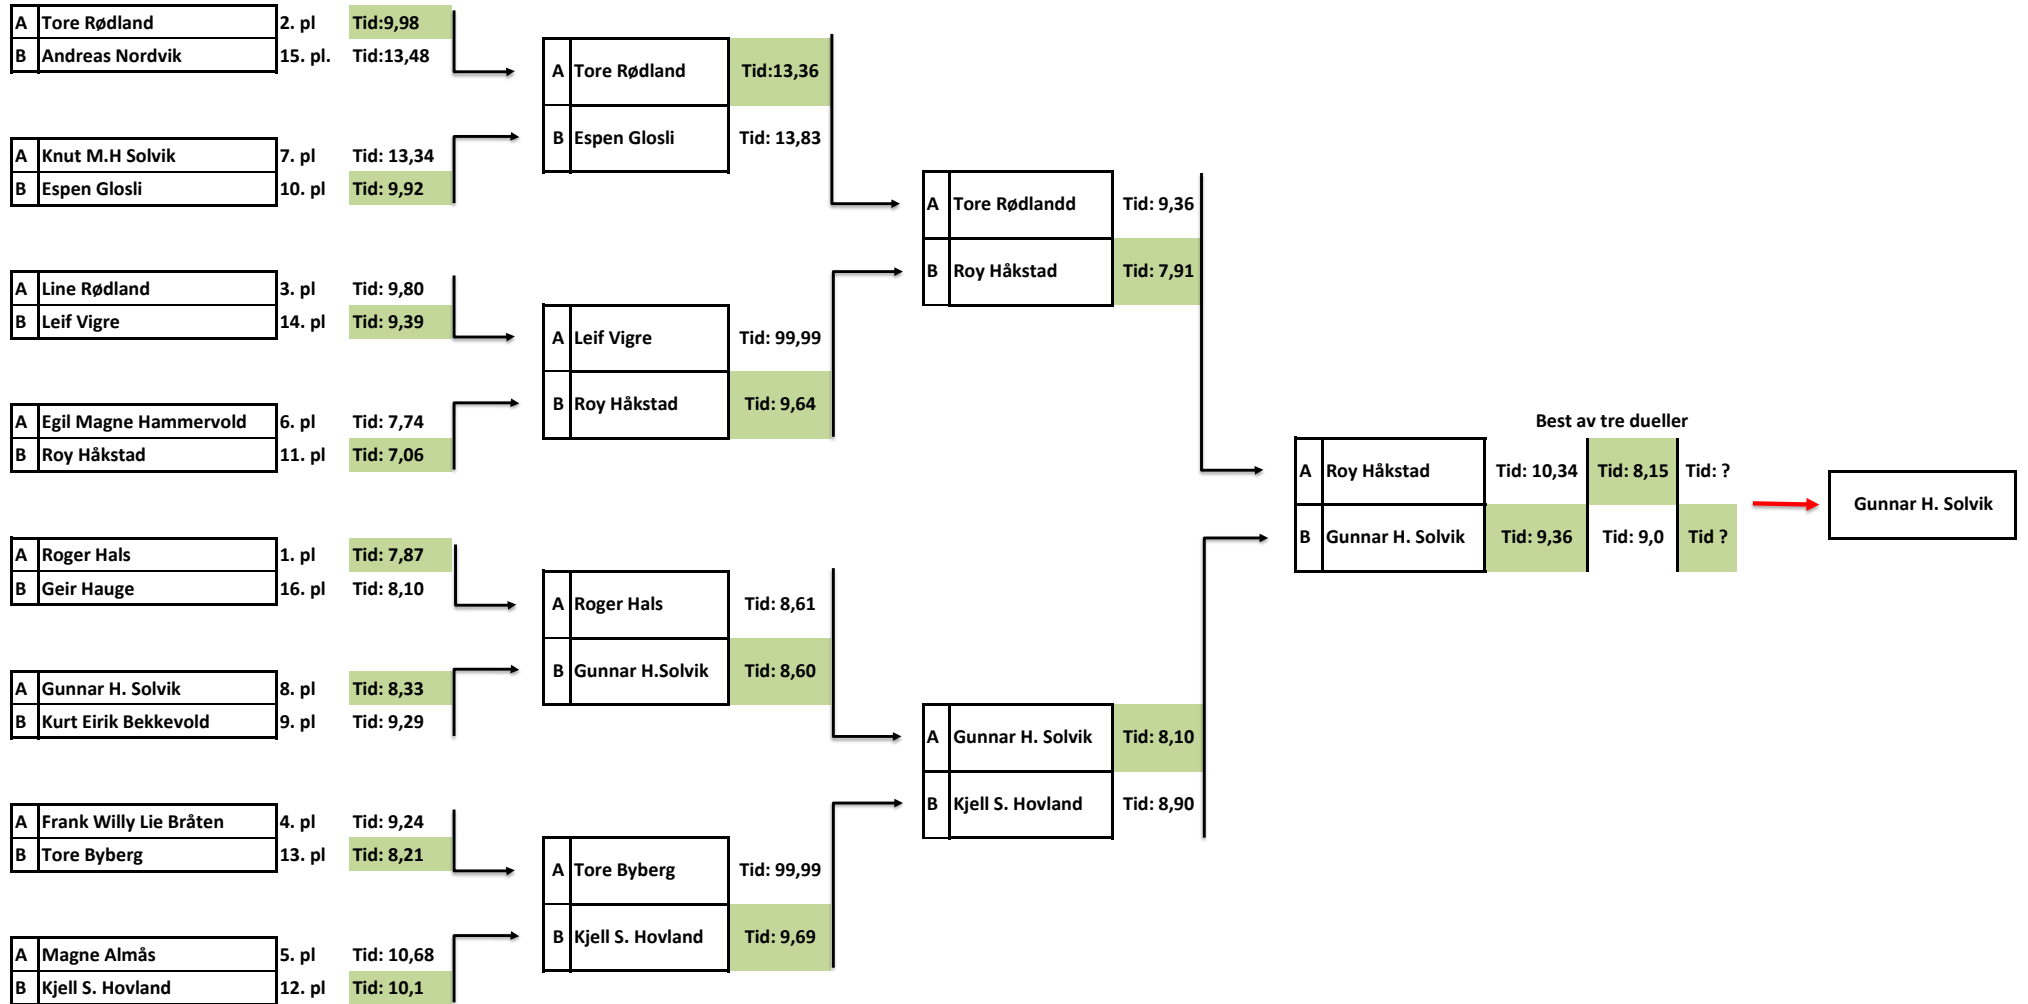 A Tore Rødland 2. pl Tid:9,98
B Andreas Nordvik 15. pl. Tid:13,48
A Knut M.H Solvik 7. pl Tid: 13,34
B Espen Glosli 10. pl Tid: 9,92
A Line Rødland 3. pl Tid: 9,80
B Leif Vigre 14. pl Tid: 9,39
A Egil Magne Hammervold 6. pl Tid: 7,74
B Roy Håkstad 11. pl Tid: 7,06
A Roger Hals 1. pl Tid: 7,87
B Geir Hauge 16. pl Tid: 8,10
A Gunnar H. Solvik 8. pl Tid: 8,33
B Kurt Eirik Bekkevold 9. pl Tid: 9,29
A Frank Willy Lie Bråten 4. pl Tid: 9,24
B Tore Byberg 13. pl Tid: 8,21
A Magne Almås 5. pl Tid: 10,68
B Kjell S. Hovland 12. pl Tid: 10,1
A Tore Rødland Tid:13,36
B Espen Glosli Tid: 13,83
A Leif Vigre Tid: 99,99
B Roy Håkstad Tid: 9,64
A Roger Hals Tid: 8,61
B Gunnar H.Solvik Tid: 8,60
A Tore Byberg Tid: 99,99
B Kjell S. Hovland Tid: 9,69
A Tore Rødlandd Tid: 9,36
B Roy Håkstad Tid: 7,91
A Gunnar H. Solvik Tid: 8,10
B Kjell S. Hovland Tid: 8,90
Best av tre dueller
A Roy Håkstad Tid: 10,34 Tid: 8,15 Tid: ?
B Gunnar H. Solvik Tid: 9,36 Tid: 9,0 Tid ?
Gunnar H. Solvik